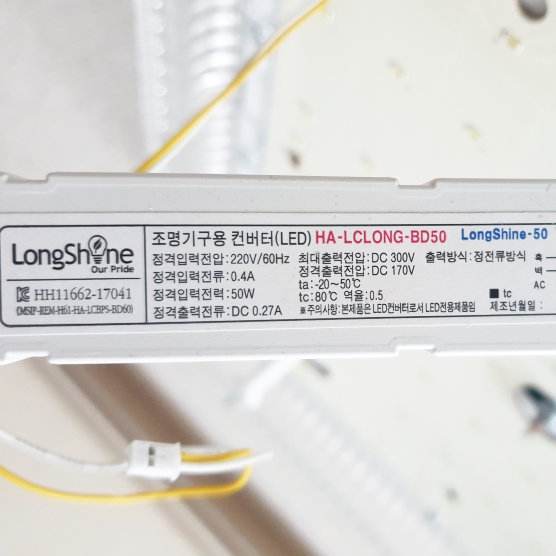 LongShine
Our Pride
HH11662-17041
(MSIP-REM-H61-HA-LCBPS-BD60)
조명기구용 컨버터(LED) HA-LCLONG-BD50 LongShine-50
정격입력전압:220V/60Hz 최대출력전압:DC 300V 출력방식:정전류방식
정격입력전류:0.4A 정격출력전압:DC 170V
정격입력전력:50W ta:-20~50℃
tc:80℃ 역율:0.5
정격출력전류:DC 0.27A ※주의사항:본제품은 LED컨버터로서 LED전용제품임
흑
백
AC
■ tc
제조년월일 :